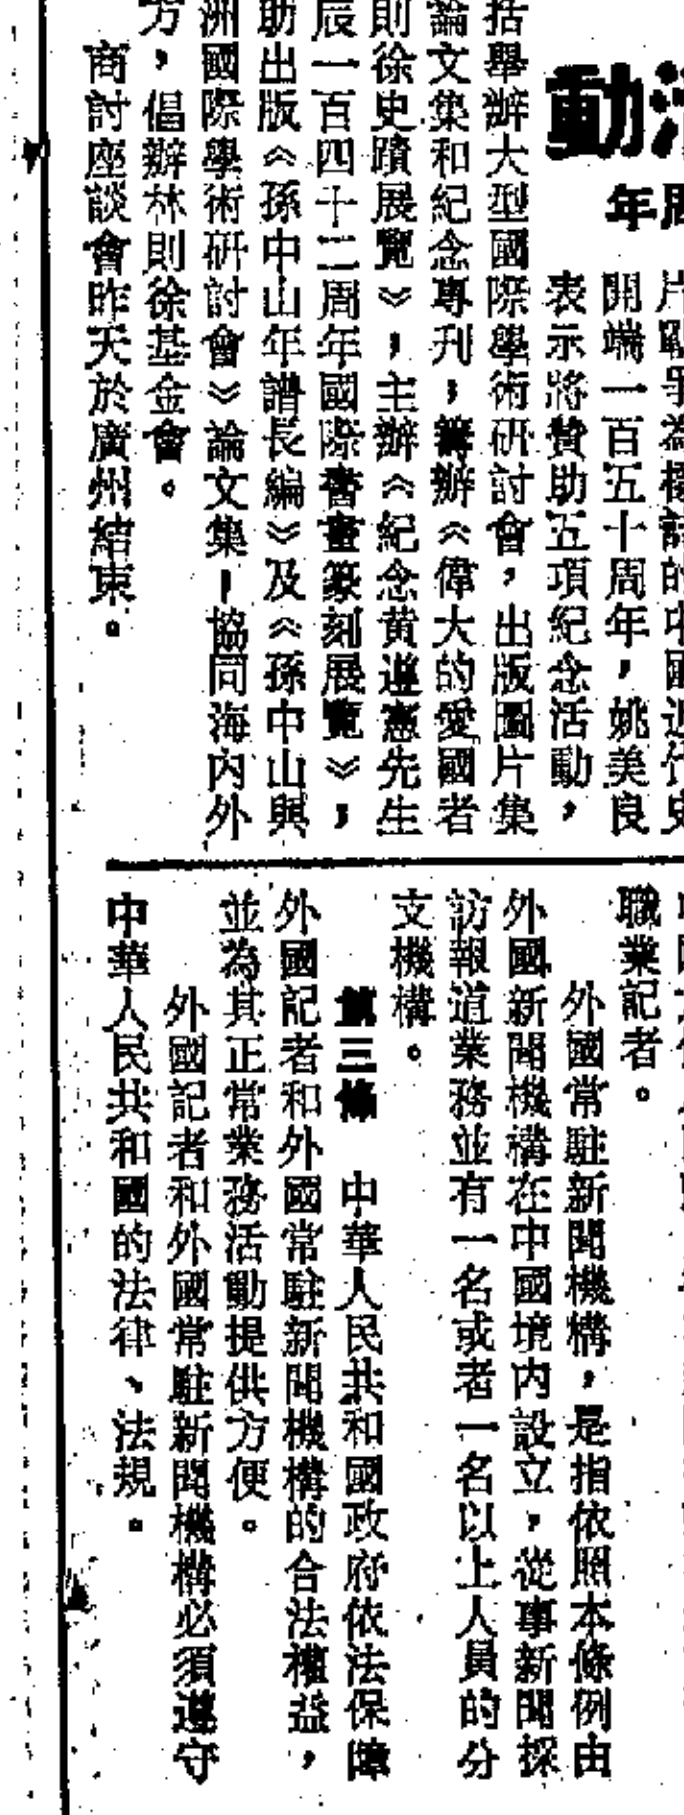 動
年周
開端一百五十周年，姚美良
表示將贊助五項紀念活動，
括舉辦大型國際學術研討會，出版圖片集
論文集和紀念專刊，籌辦《偉大的愛國者
則徐史蹟展覽》，主辦《紀念黃遵憲先生
辰一百四十二周年國際書畫篆刻展覽》，
助出版《孫中山年譜長編》及《孫中山與
洲國際學術研討會》論文集，協同海內外
方，倡辦林則徐基金會。
商討座談會昨天於廣州結束。
職業記者。
外國常駐新聞機構，是指依照本條例由
外國新聞機構在中國境內設立，從事新聞採
訪報道業務並有一名或者一名以上人員的分
支機構。
第三條　中華人民共和國政府依法保障
外國記者和外國常駐新聞機構的合法權益，
並為其正常業務活動提供方便。
外國記者和外國常駐新聞機構必須遵守
中華人民共和國的法律、法規。